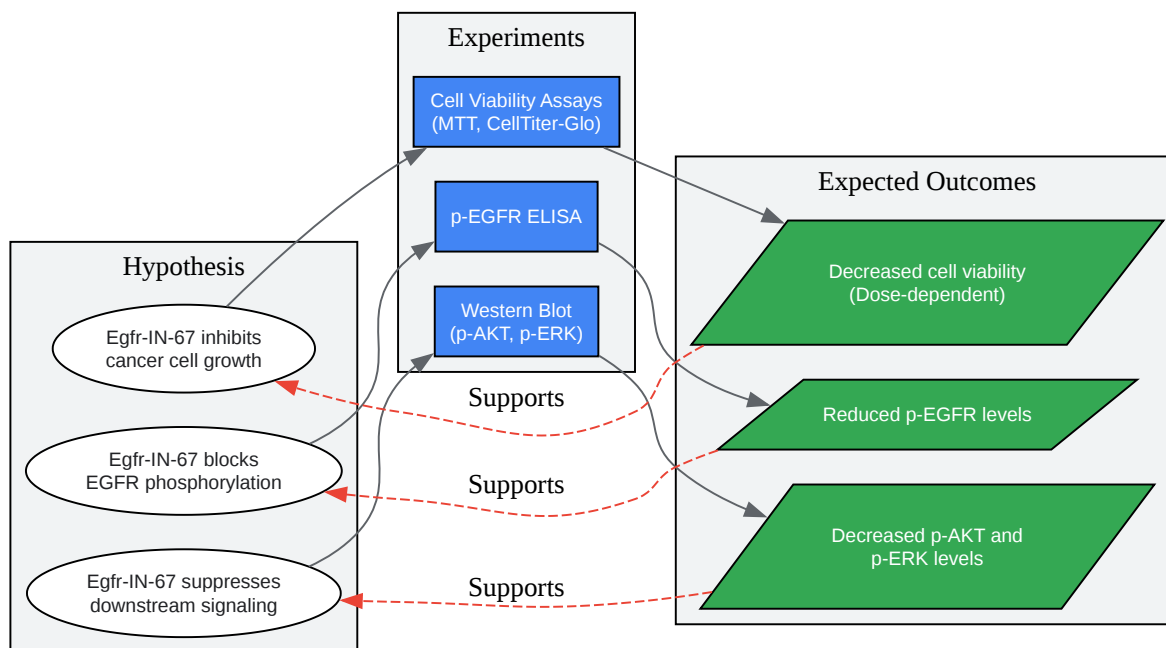 Experiments
Cell Viability Assays
(MTT, CellTiter-Glo)
p-EGFR ELISA
Western Blot
(p-AKT, p-ERK)
Hypothesis
Egfr-IN-67 inhibits
cancer cell growth
Egfr-IN-67 blocks
EGFR phosphorylation
Egfr-IN-67 suppresses
downstream signaling
Expected Outcomes
Decreased cell viability
(Dose-dependent)
Reduced p-EGFR levels
Decreased p-AKT and
p-ERK levels
Supports
Supports
Supports